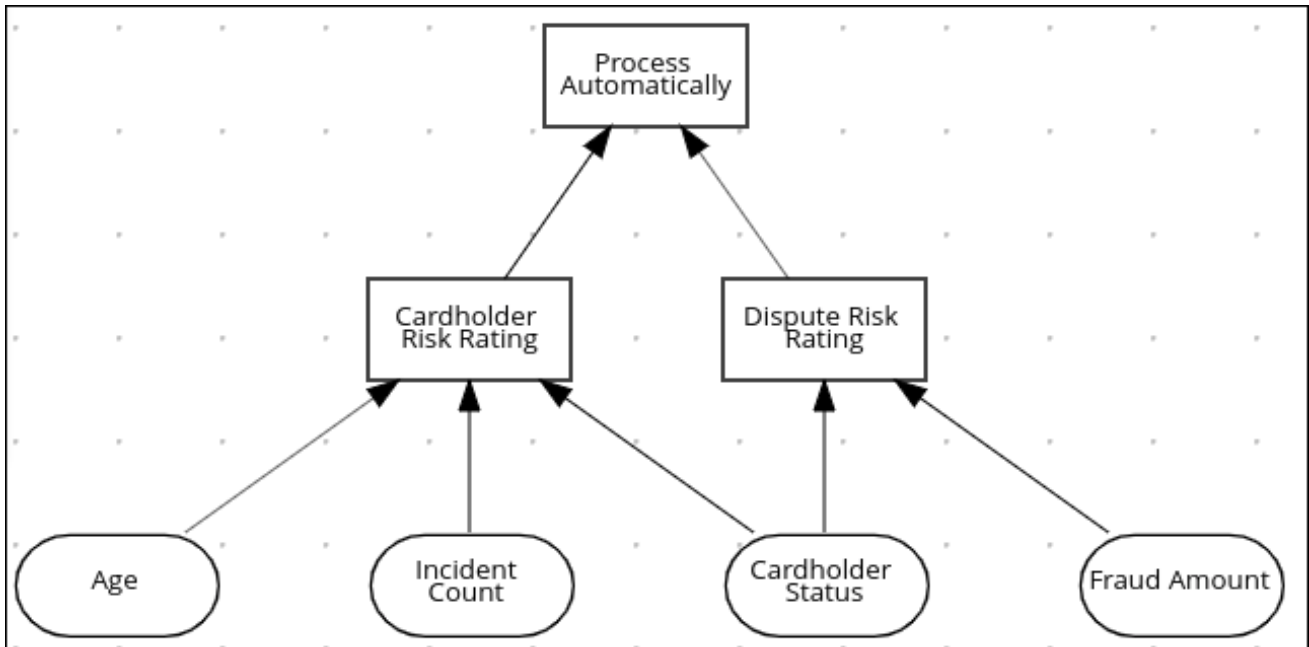 Process
Automatically
Cardholder
Risk Rating
Dispute Risk
Rating
Age
Incident
Count
Cardholder
Status
Fraud Amount